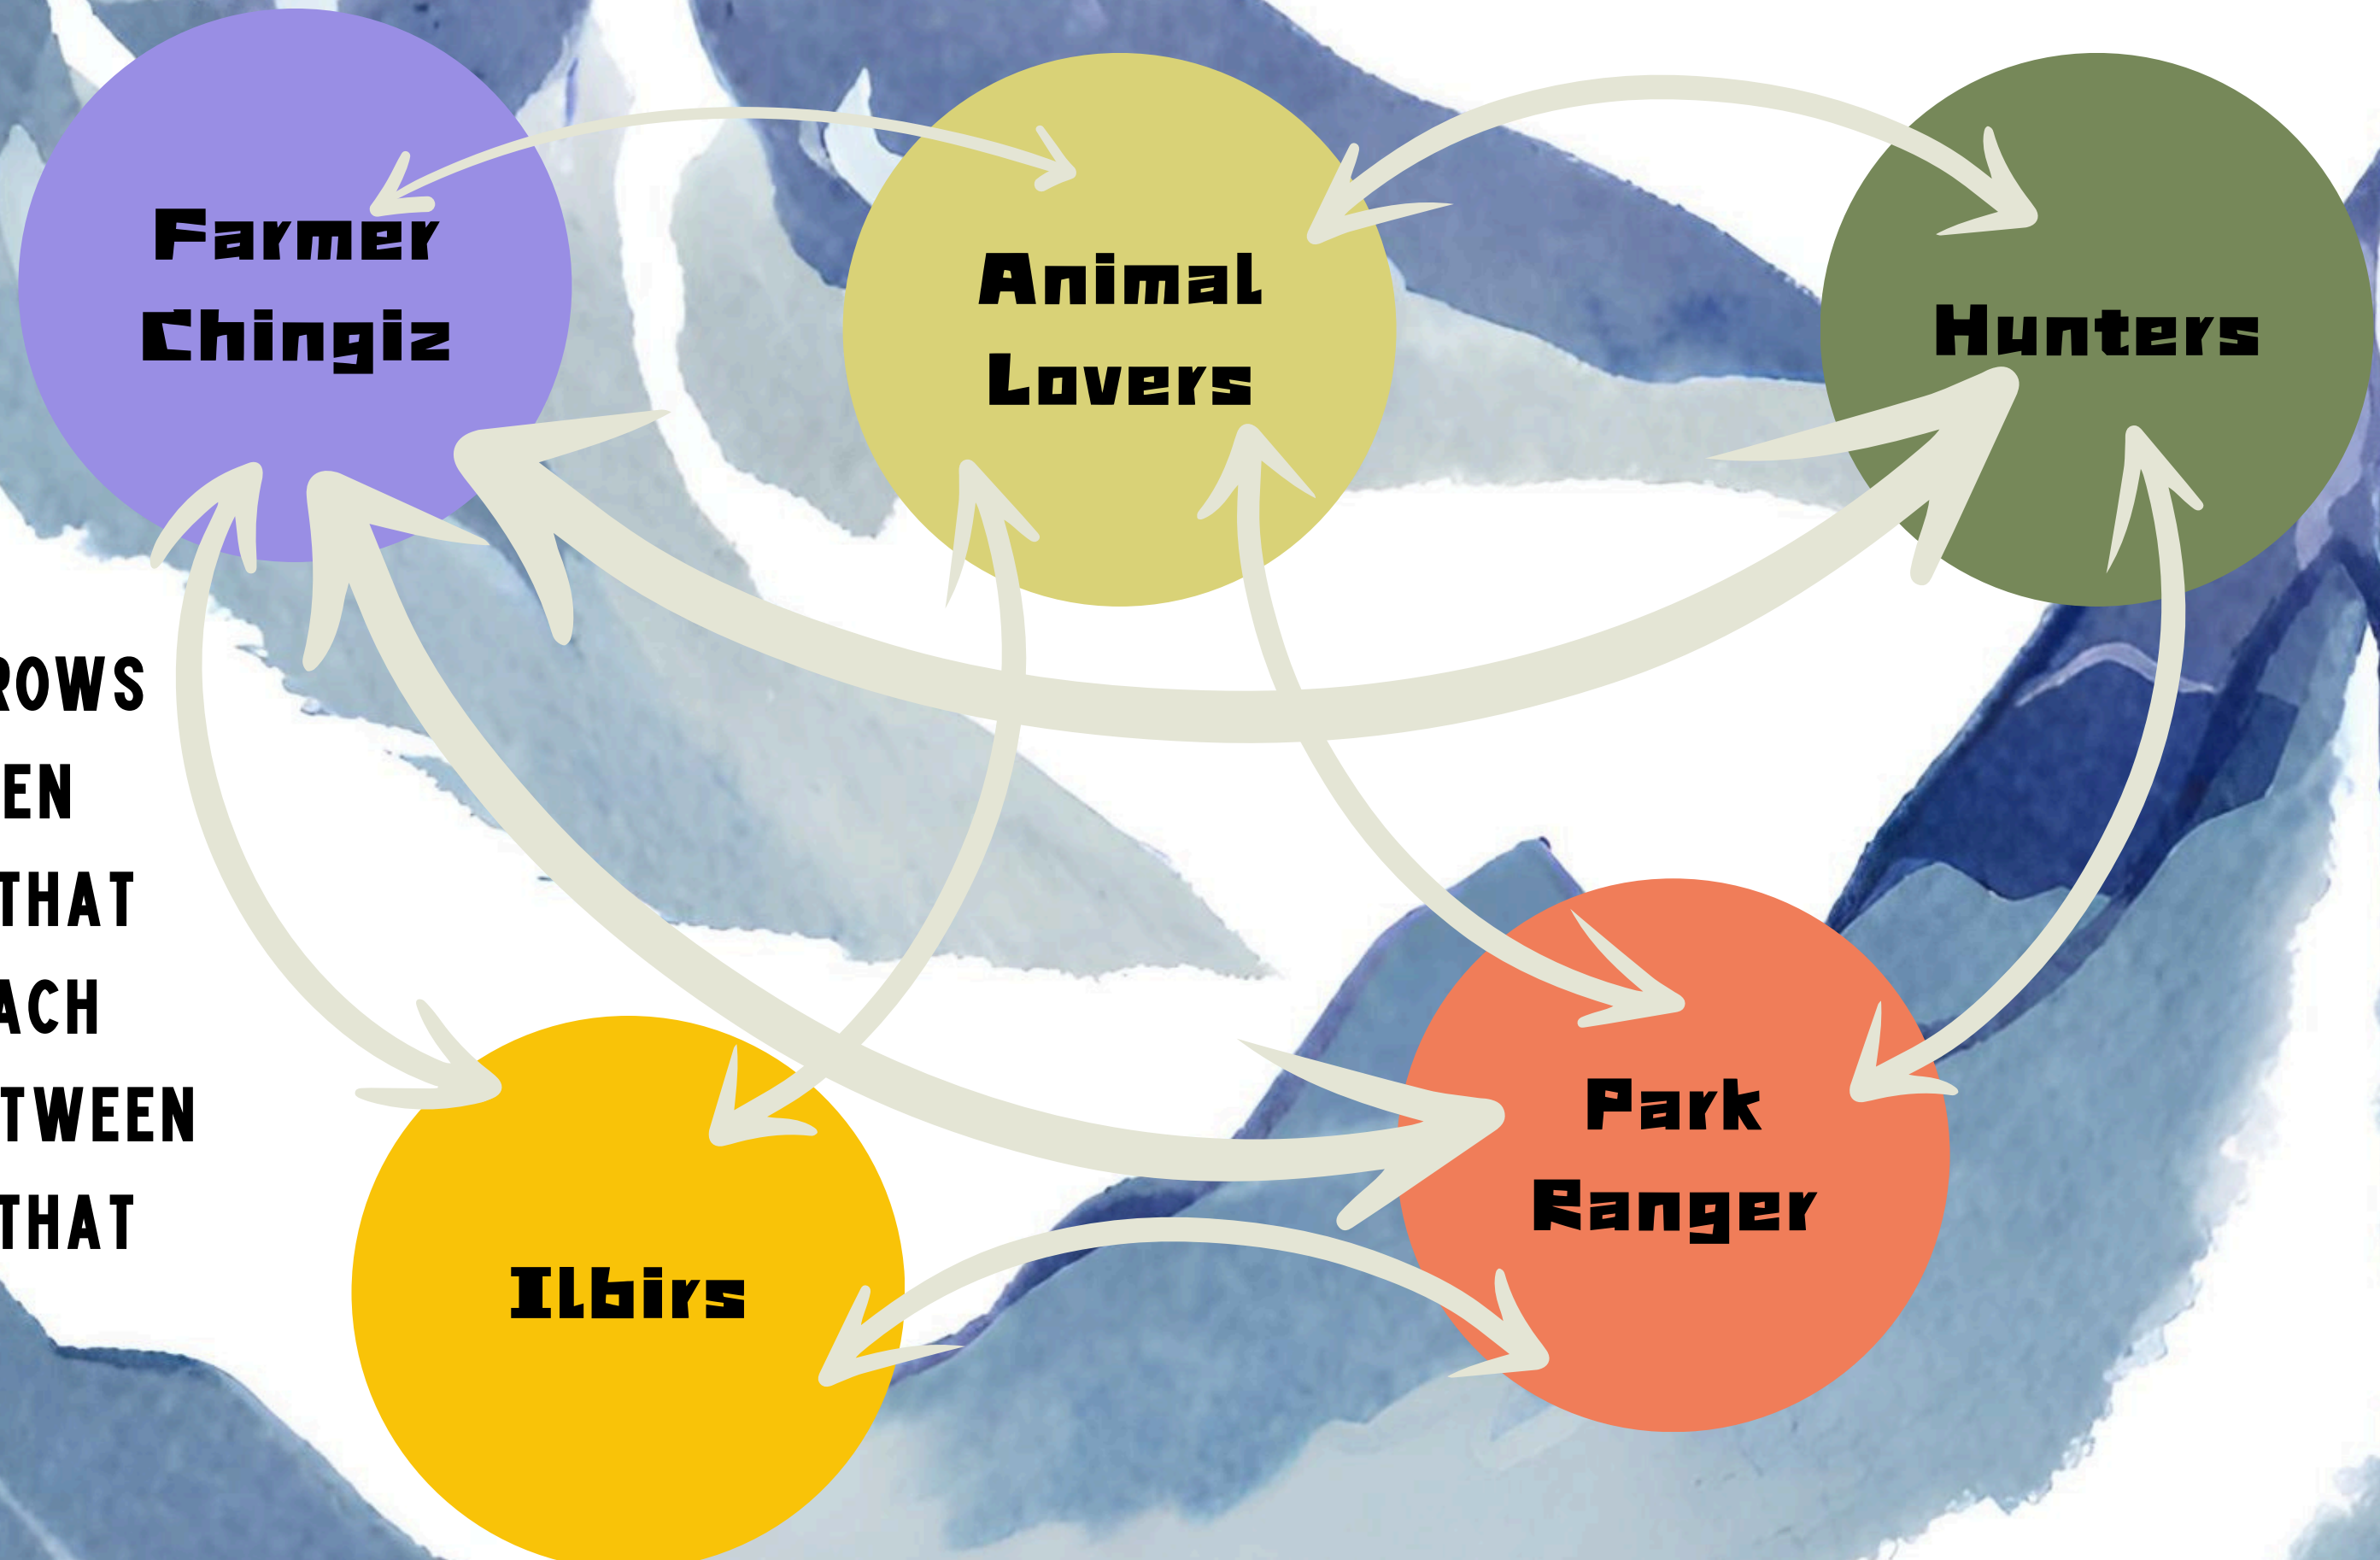 Farmer
Chingiz
Animal
Lovers
Hunters
ROWS
EN
THAT
ACH
TWEEN
THAT
Park
Ranger
Ilbirs